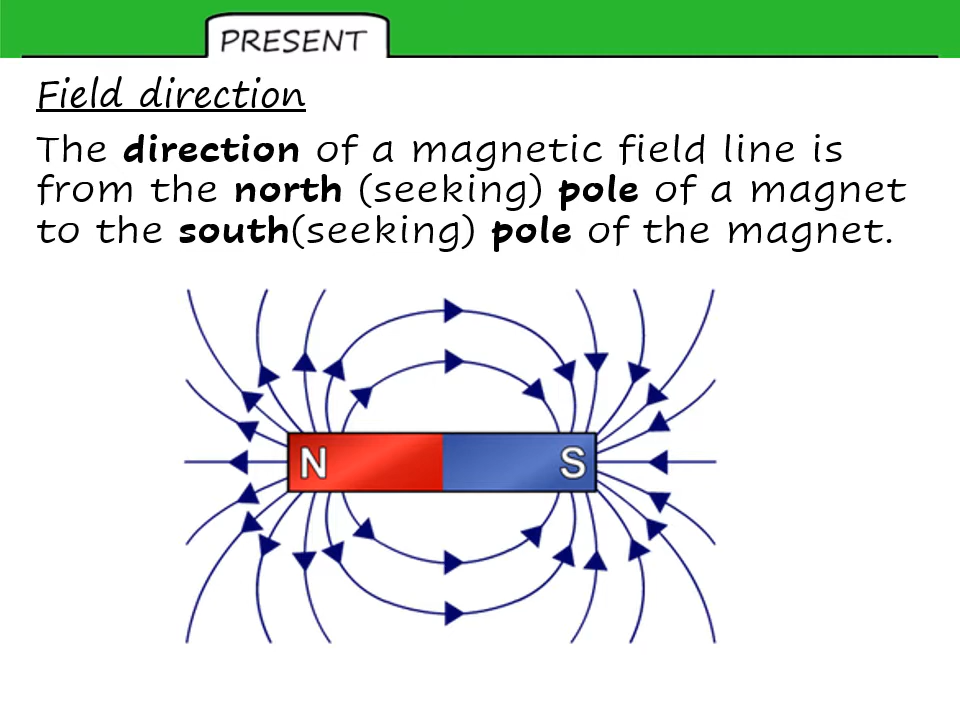 PRESENT
Field direction
The direction of a magnetic field line is
from the north (seeking) pole of a magnet
to the south(seeking) pole of the magnet.
N S